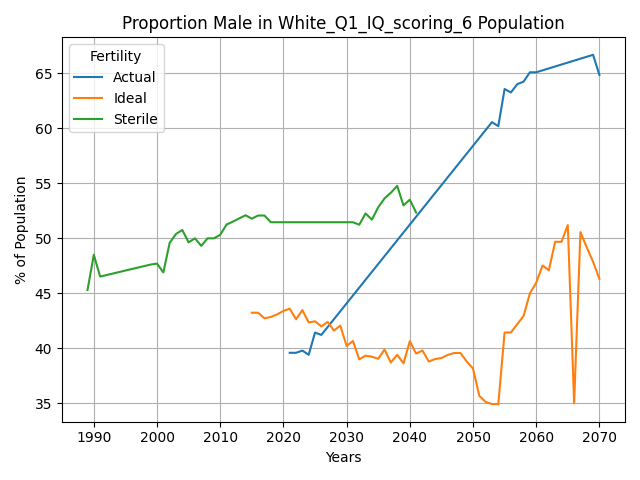 Proportion Male in White_Q1_IQ_scoring_6 Population
Fertility
Actual
Ideal
Sterile
% of Population
65
60
55
50
45
40
35
1990 2000 2010 2020 2030 2040 2050 2060 2070
Years